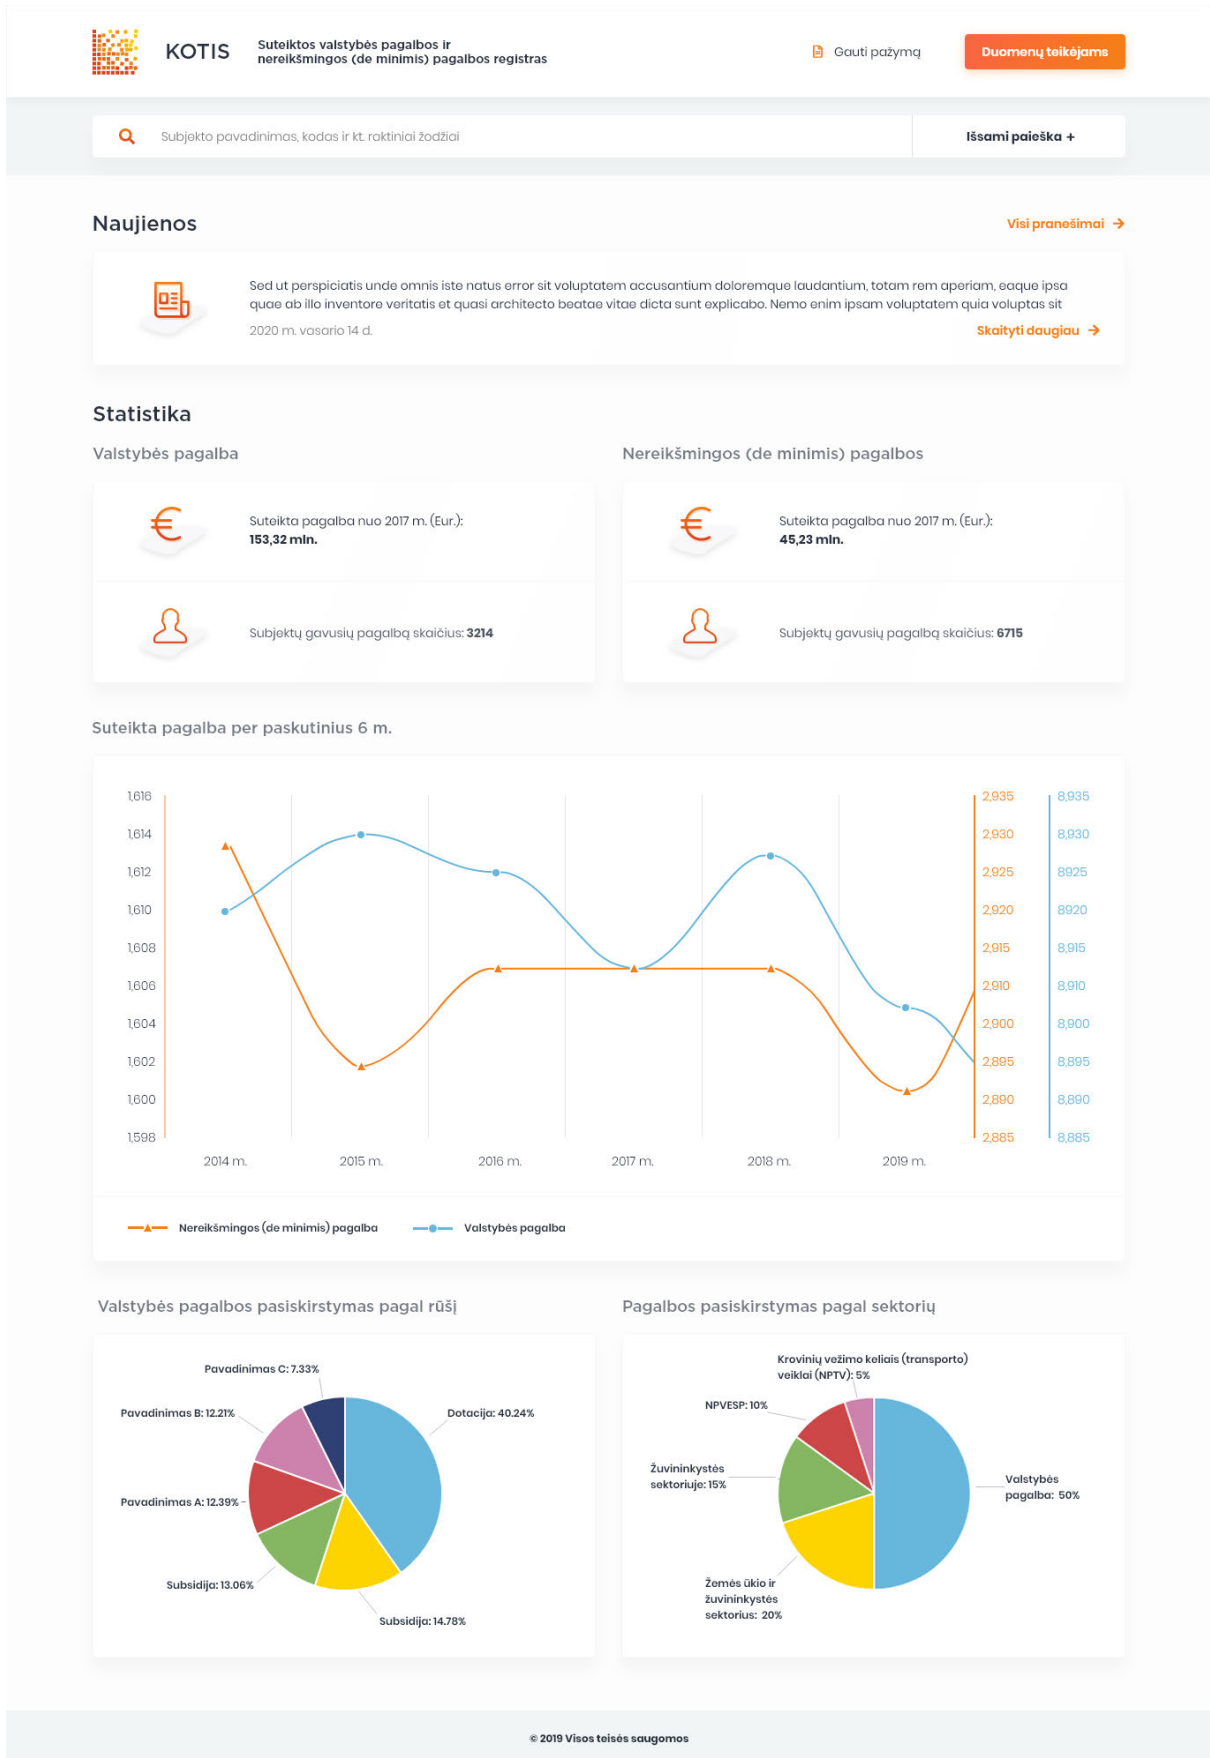 KOTIS
Suteiktos valstybės pagalbos ir
nereikšmingos (de minimis) pagalbos registras
Gauti pažymą
Duomenų teikėjams
Subjekto pavadinimas, kodas ir kt. raktiniai žodžiai
Išsami paieška +
Naujienos
Visi pranešimai →
Sed ut perspiciatis unde omnis iste natus error sit voluptatem accusantium doloremque laudantium, totam rem aperiam, eaque ipsa
quae ab illo inventore veritatis et quasi architecto beatae vitae dicta sunt explicabo. Nemo enim ipsam voluptatem quia voluptas sit
2020 m. vasario 14 d.
Skaityti daugiau →
Statistika
Valstybės pagalba
Suteikta pagalba nuo 2017 m. (Eur.):
153,32 mln.
Subjektų gavusių pagalbą skaičius: 3214
Nereikšmingos (de minimis) pagalbos
Suteikta pagalba nuo 2017 m. (Eur.):
45,23 mln.
Subjektų gavusių pagalbą skaičius: 6715
Suteikta pagalba per paskutinius 6 m.
1,616
1,614
1,612
1,610
1,608
1,606
1,604
1,602
1,600
1,598
2,935
2,930
2,925
2,920
2,915
2,910
2,900
2,895
2,890
2,885
8,935
8,930
8925
8920
8,915
8,910
8,900
8,895
8,890
8,885
2014 m.
2015 m.
2016 m.
2017 m.
2018 m.
2019 m.
Nereikšmingos (de minimis) pagalba
Valstybės pagalba
Valstybės pagalbos pasiskirstymas pagal rūšį
Pavadinimas C: 7.33%
Pavadinimas B: 12.21%
Dotacija: 40.24%
Pavadinimas A: 12.39%
Subsidija: 13.06%
Subsidija: 14.78%
Pagalbos pasiskirstymas pagal sektorių
Krovinių vežimo keliais (transporto)
veiklai (NPTV): 5%
NPVESP: 10%
Žuvininkystės
sektoriuje: 15%
Valstybės
pagalba: 50%
Žemės ūkio ir
žuvininkystės
sektorius: 20%
© 2019 Visos teisės saugomos